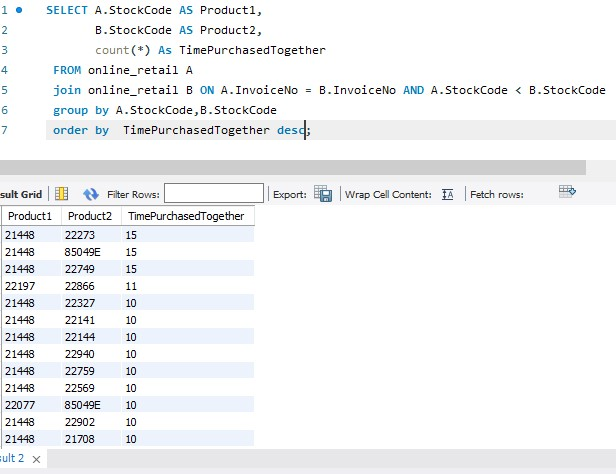 1 SELECT A.StockCode AS Product1,
2 B.StockCode AS Product2,
3 count(*) As TimePurchasedTogether
4 FROM online_retail A
5 join online_retail B ON A.InvoiceNo = B.InvoiceNo AND A.StockCode < B.StockCode
6 group by A.StockCode,B.StockCode
7 order by TimePurchasedTogether desc;
sult Grid Filter Rows: Export: Wrap Cell Content: Fetch rows:
Product1 Product2 TimePurchasedTogether
21448 22273 15
21448 85049E 15
21448 22749 15
22197 22866 11
21448 22327 10
21448 22141 10
21448 22144 10
21448 22940 10
21448 22759 10
21448 22569 10
22077 85049E 10
21448 22902 10
21448 21708 10
sult 2 ×